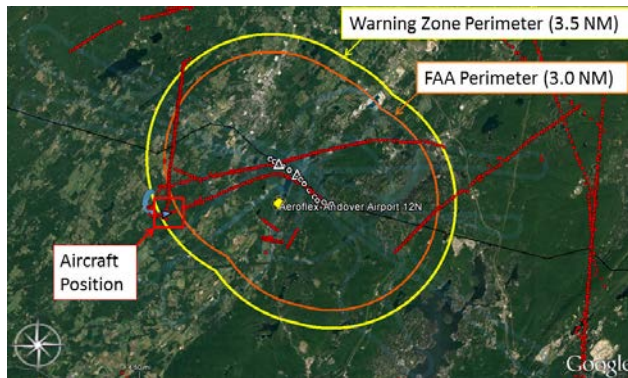 Warning Zone Perimeter (3.5 NM)
FAA Perimeter (3.0 NM)
Aeroflex-Andover Airport 12N
Aircraft
Position
Google